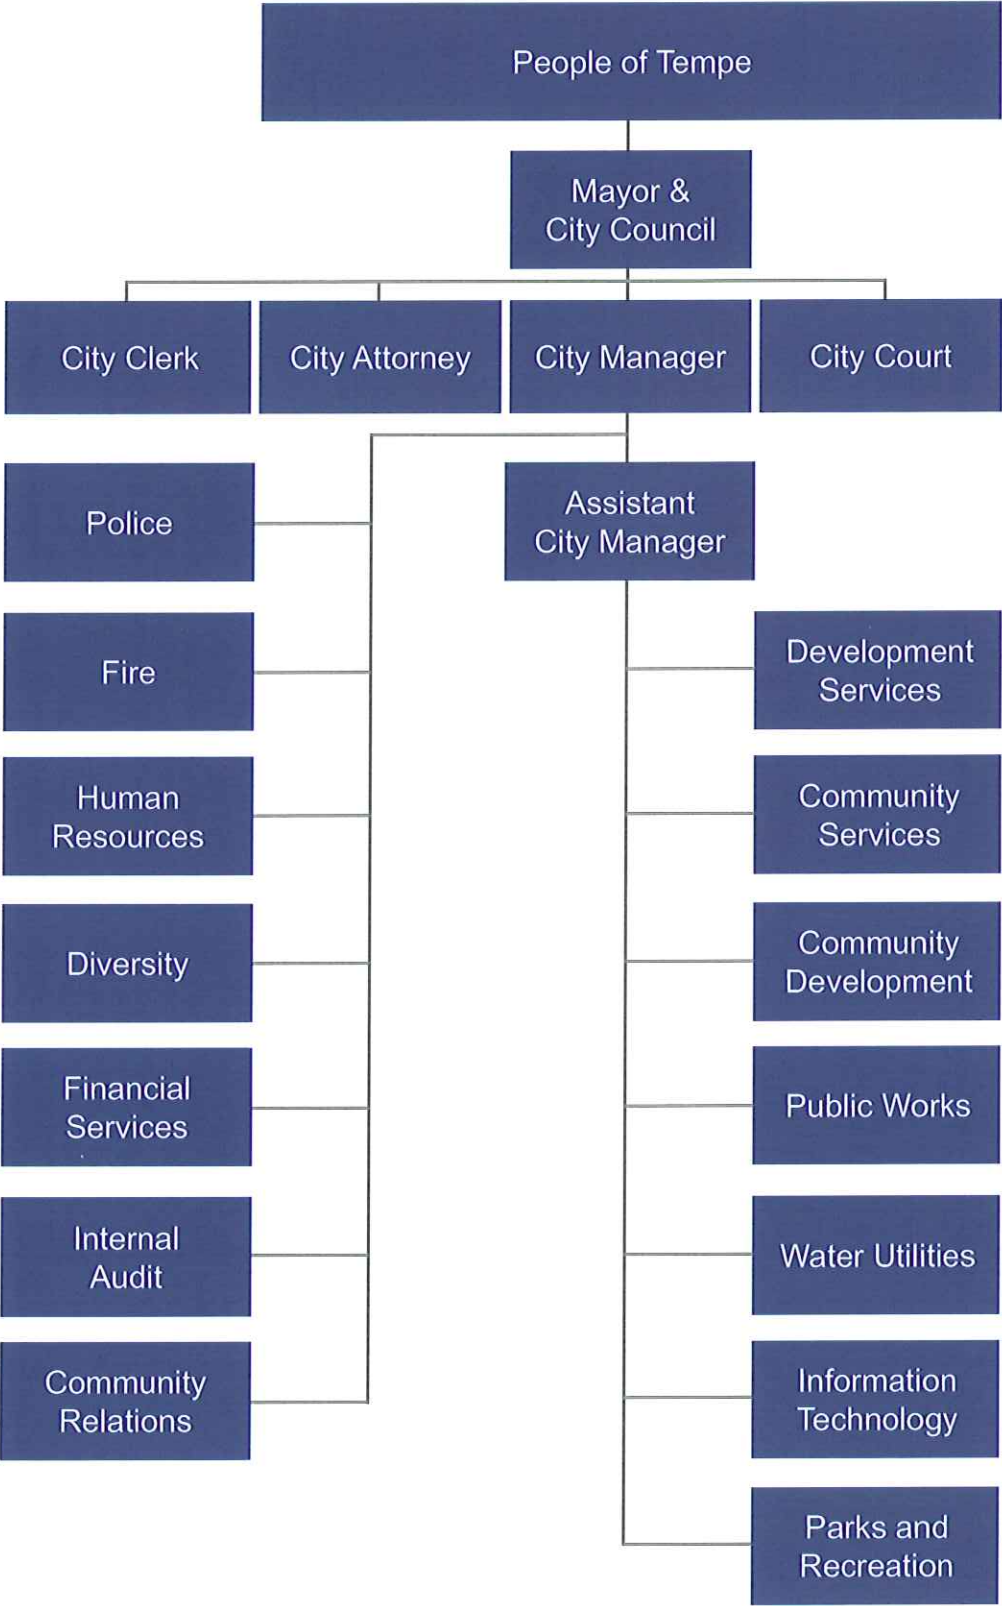 People of Tempe
Mayor &
City Council
City Clerk
City Attorney
City Manager
City Court
Police
Assistant
City Manager
Fire
Development
Services
Human
Resources
Community
Services
Diversity
Community
Development
Financial
Services
Public Works
Internal
Audit
Water Utilities
Community
Relations
Information
Technology
Parks and
Recreation